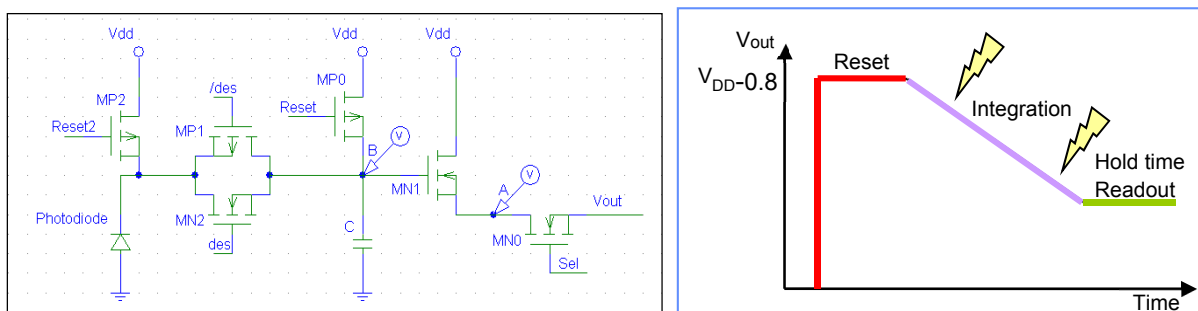 Vdd
Vdd
Vdd
/des
MP0
MP2
Reset
Reset2
MP1
V
B
V
MN1
A
Vout
Photodiode
MN2
C
des
MN0
Sel
Vout
Reset
VDD-0.8
Integration
Hold time
Readout
Time